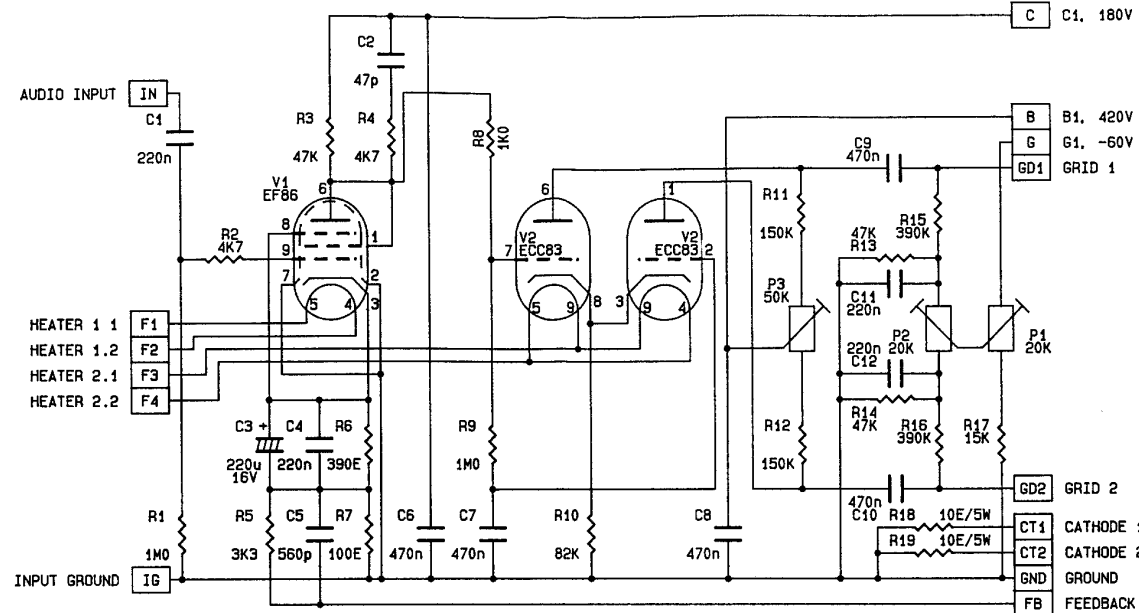 C C1, 180V
C2
47p
AUDIO INPUT IN
C1
220n
R3
47K
R4
4K7
R8
1K0
B B1, 420V
G G1, -60V
GD1 GRID 1
C9
470n
V1
EF86
6
8
9
7
1
2
3
5
4
R2
4K7
6
V2
ECC83
7
5
9
8
1
V2
ECC83
2
3
9
4
R11
150K
R15
390K
47K
R13
P3
50K
C11
220n
P2
20K
P1
20K
220n
C12
R14
47K
R16
390K
R17
15K
HEATER 1 1 F1
HEATER 1.2 F2
HEATER 2.1 F3
HEATER 2.2 F4
C3 +
220u
16V
C4
220n
R6
390E
R9
1M0
R12
150K
GD2 GRID 2
470n
C10
R18 10E/5W
R19 10E/5W
CT1 CATHODE 1
CT2 CATHODE 2
R1
1M0
R5
3K3
C5
560p
R7
100E
C6
470n
C7
470n
R10
82K
C8
470n
INPUT GROUND IG
GND GROUND
FB FEEDBACK